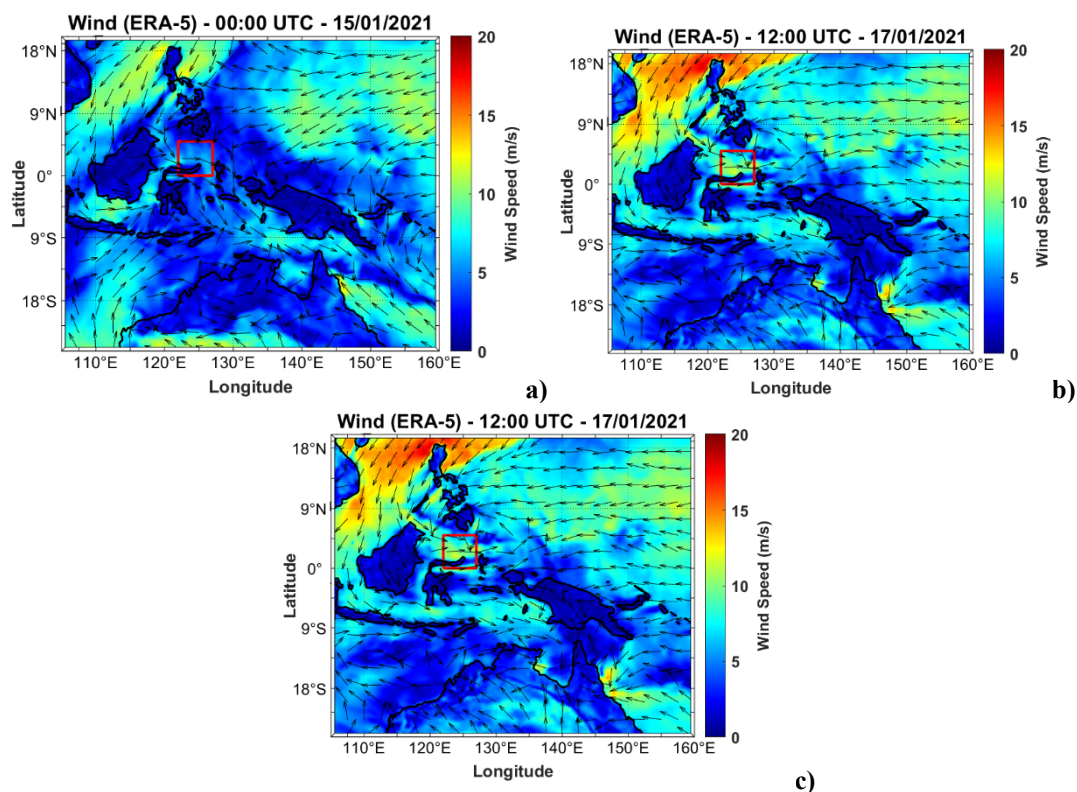 Wind (ERA-5) - 00:00 UTC - 15/01/2021
18°N
9°N
0°
9°S
18°S
Latitude
110°E 120°E 130°E 140°E 150°E 160°E
Longitude
20
15
10
5
0
Wind Speed (m/s)
a)
Wind (ERA-5) - 12:00 UTC - 17/01/2021
18°N
9°N
0°
9°S
18°S
Latitude
110°E 120°E 130°E 140°E 150°E 160°E
Longitude
20
15
10
5
0
Wind Speed (m/s)
b)
Wind (ERA-5) - 12:00 UTC - 17/01/2021
18°N
9°N
0°
9°S
18°S
Latitude
110°E 120°E 130°E 140°E 150°E 160°E
Longitude
20
15
10
5
0
Wind Speed (m/s)
c)